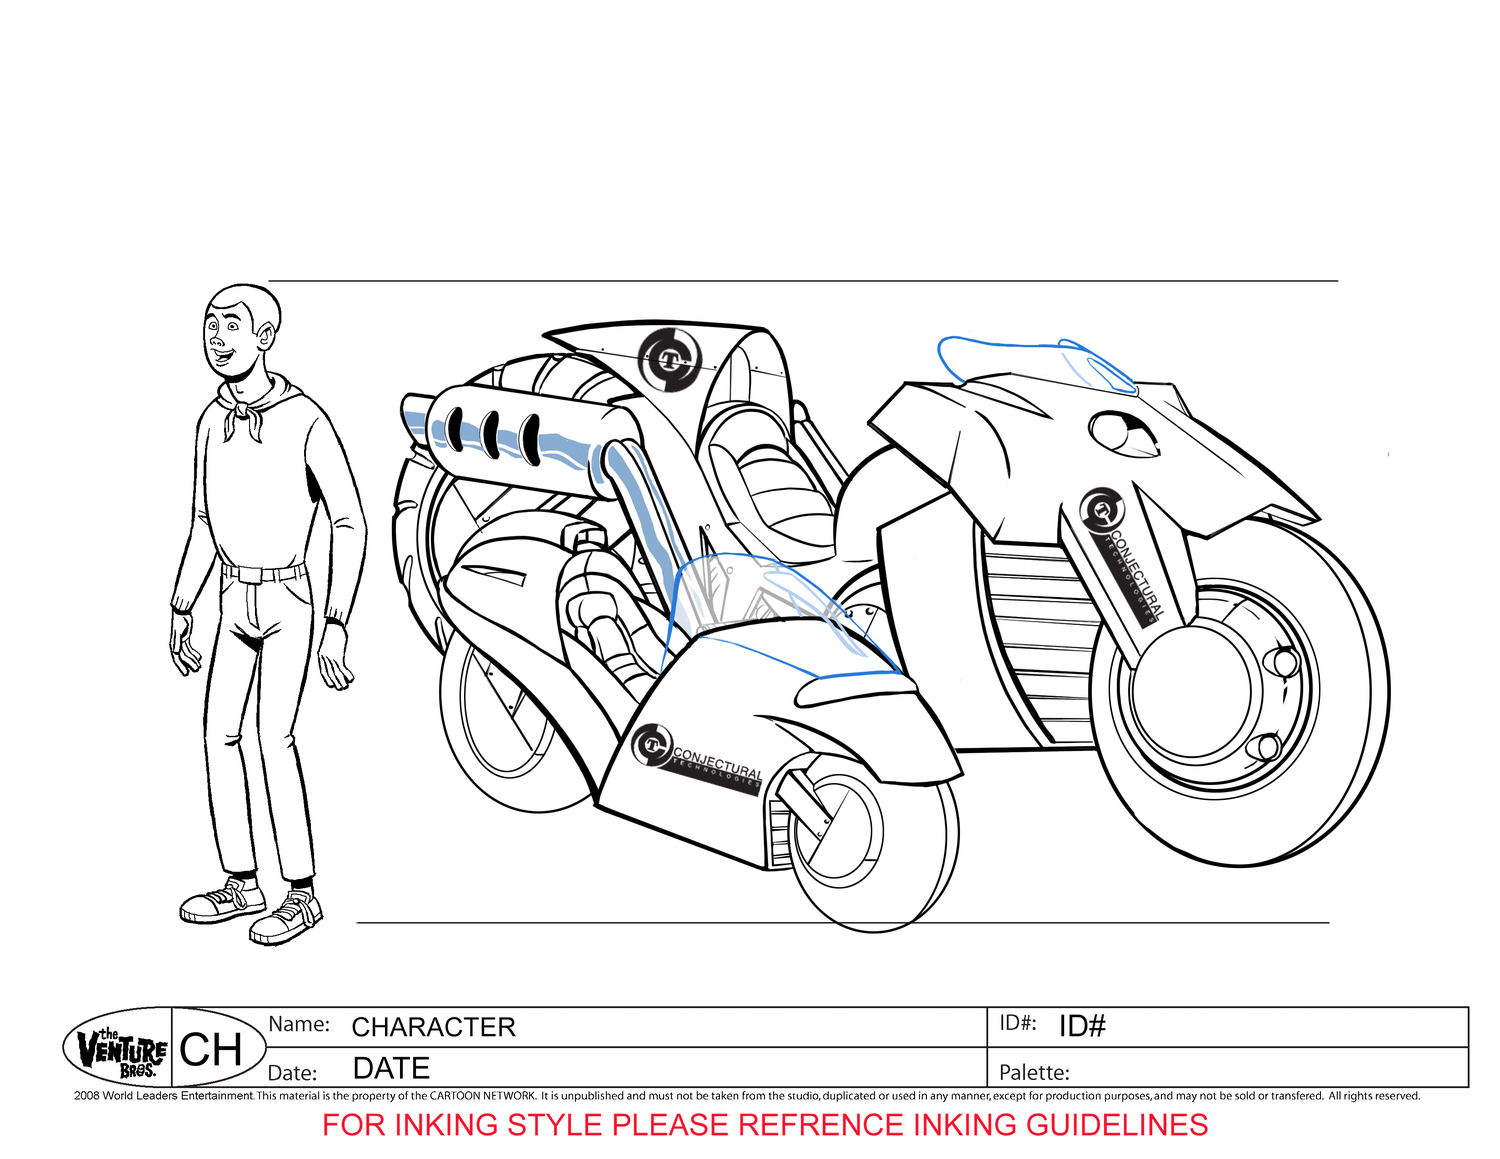 T
T
CONJECTURAL
TECHNOLOGIES
T
CONJECTURAL
TECHNOLOGIES
the
VENTURE
BROS.
CH
Name: CHARACTER
ID#: ID#
Date: DATE
Palette:
2008 World Leaders Entertainment. This material is the property of the CARTOON NETWORK. It is unpublished and must not be taken from the studio, duplicated or used in any manner, except for production purposes, and may not be sold or transfered. All rights reserved.
FOR INKING STYLE PLEASE REFRENCE INKING GUIDELINES